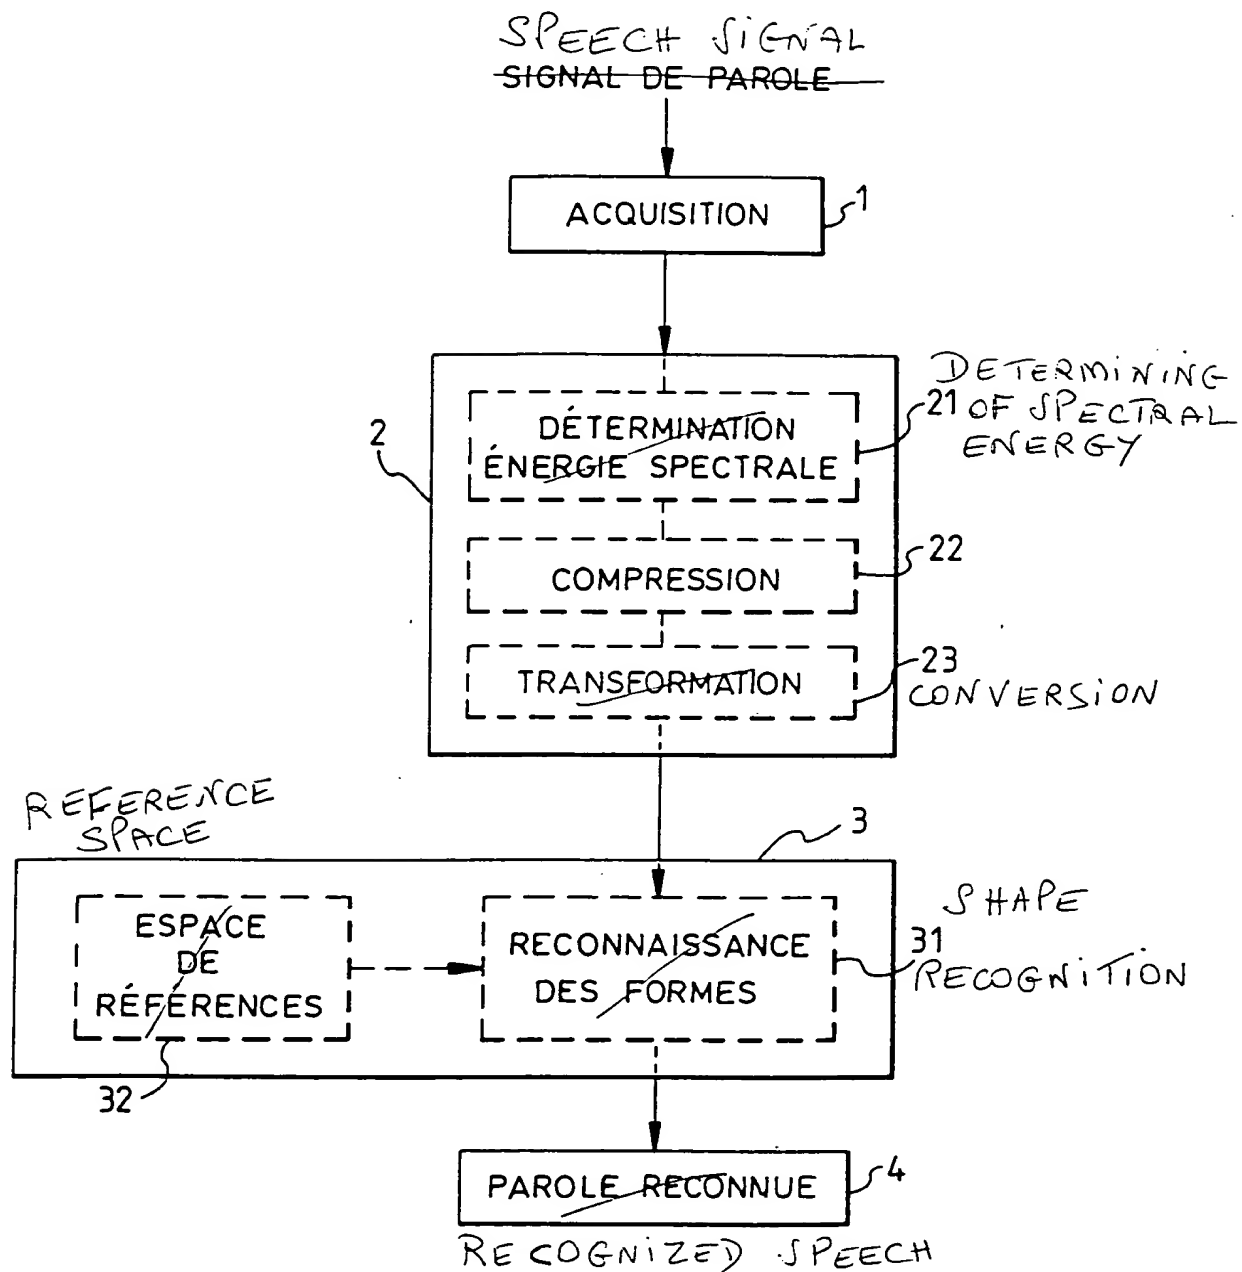 SPEECH SIGNAL
SIGNAL DE PAROLE
ACQUISITION
1
2
DÉTERMINATION
ÉNERGIE SPECTRALE
21
DETERMINING
OF SPECTRAL
ENERGY
COMPRESSION
22
TRANSFORMATION
23
CONVERSION
REFERENCE
SPACE
3
ESPACE
DE
RÉFÉRENCES
32
RECONNAISSANCE
DES FORMES
31
SHAPE
RECOGNITION
PAROLE RECONNUE
4
RECOGNIZED SPEECH